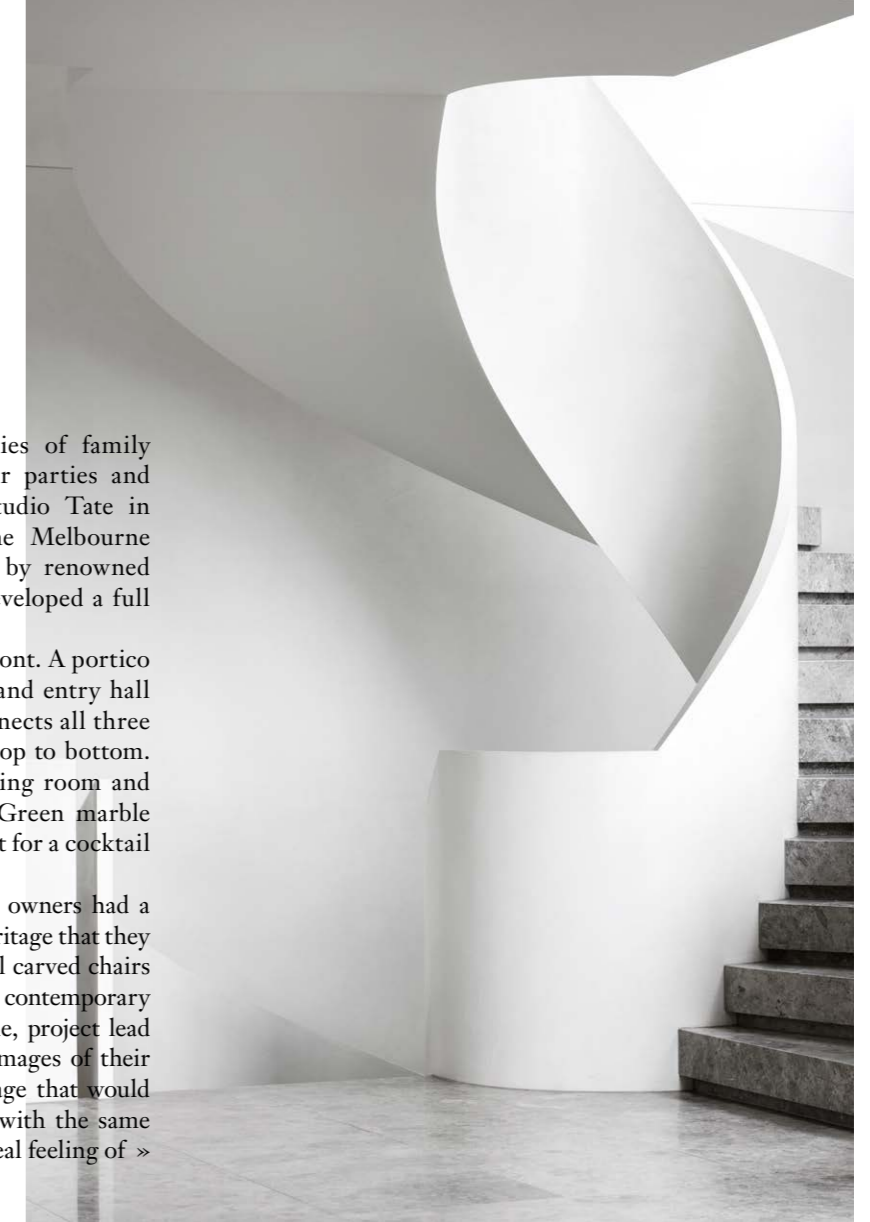 ies of family
r parties and
tudio Tate in
ne Melbourne
by renowned
veloped a full
ont. A portico
and entry hall
nects all three
op to bottom.
ing room and
Green marble
t for a cocktail
owners had a
ritage that they
l carved chairs
contemporary
e, project lead
mages of their
nge that would
with the same
eal feeling of »